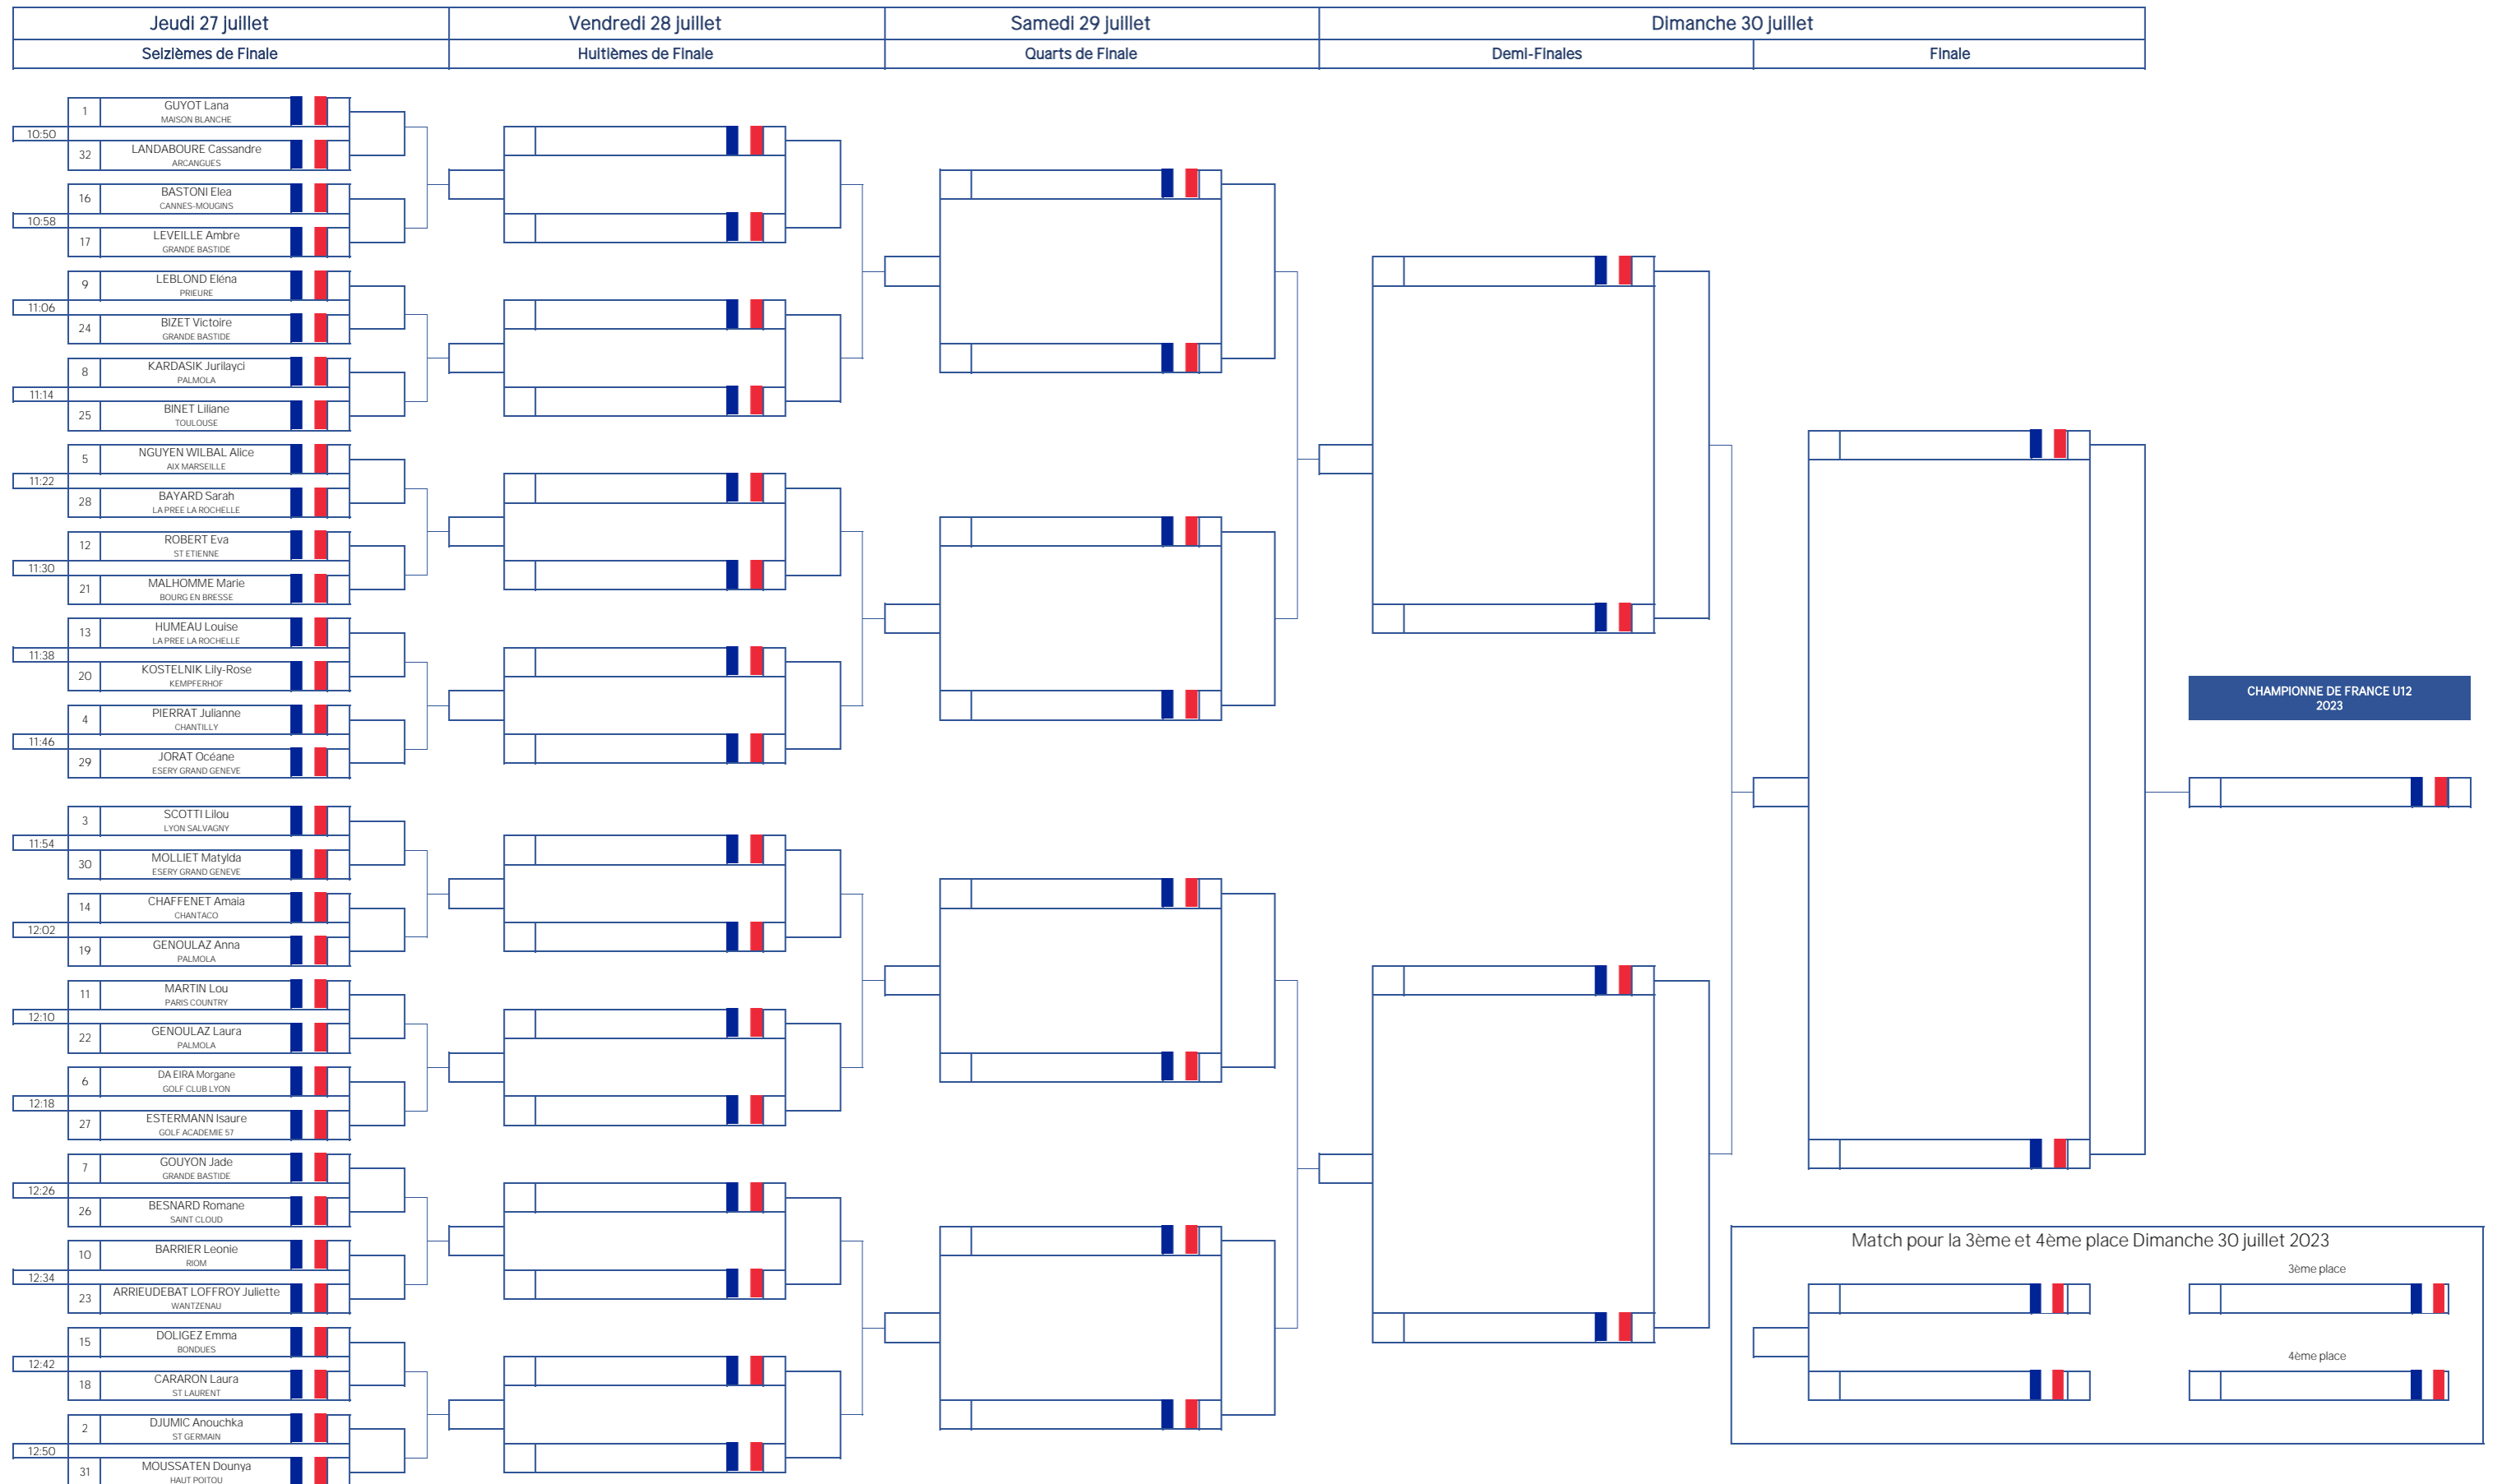 Jeudi 27 juillet
Vendredi 28 juillet
Samedi 29 juillet
Dimanche 30 juillet
Seizièmes de Finale
Huitièmes de Finale
Quarts de Finale
Demi-Finales
Finale
1
GUYOT Lana
MAISON BLANCHE
10:50
32
LANDABOURE Cassandre
ARCANGUES
16
BASTONI Elea
CANNES-MOUGINS
10:58
17
LEVEILLE Ambre
GRANDE BASTIDE
9
LEBLOND Eléna
PRIEURE
11:06
24
BIZET Victoire
GRANDE BASTIDE
8
KARDASIK Jurilayci
PALMOLA
11:14
25
BINET Liliane
TOULOUSE
5
NGUYEN WILBAL Alice
AIX MARSEILLE
11:22
28
BAYARD Sarah
LA PREE LA ROCHELLE
12
ROBERT Eva
ST ETIENNE
11:30
21
MALHOMME Marie
BOURG EN BRESSE
13
HUMEAU Louise
LA PREE LA ROCHELLE
11:38
20
KOSTELNIK Lily-Rose
KEMPFERHOF
4
PIERRAT Julianne
CHANTILLY
11:46
29
JORAT Océane
ESERY GRAND GENEVE
CHAMPIONNE DE FRANCE U12
2023
3
SCOTTI Lilou
LYON SALVAGNY
11:54
30
MOLLIET Matylda
ESERY GRAND GENEVE
14
CHAFFENET Amaia
CHANTACO
12:02
19
GENOULAZ Anna
PALMOLA
11
MARTIN Lou
PARIS COUNTRY
12:10
22
GENOULAZ Laura
PALMOLA
6
DA EIRA Morgane
GOLF CLUB LYON
12:18
27
ESTERMANN Isaure
GOLF ACADEMIE 57
7
GOUYON Jade
GRANDE BASTIDE
12:26
26
BESNARD Romane
SAINT CLOUD
10
BARRIER Leonie
RIOM
12:34
23
ARRIEUDEBAT LOFFROY Juliette
WANTZENAU
15
DOLIGEZ Emma
BONDUES
12:42
18
CARARON Laura
ST LAURENT
2
DJUMIC Anouchka
ST GERMAIN
12:50
31
MOUSSATEN Dounya
HAUT POITOU
Match pour la 3ème et 4ème place Dimanche 30 juillet 2023
3ème place
4ème place